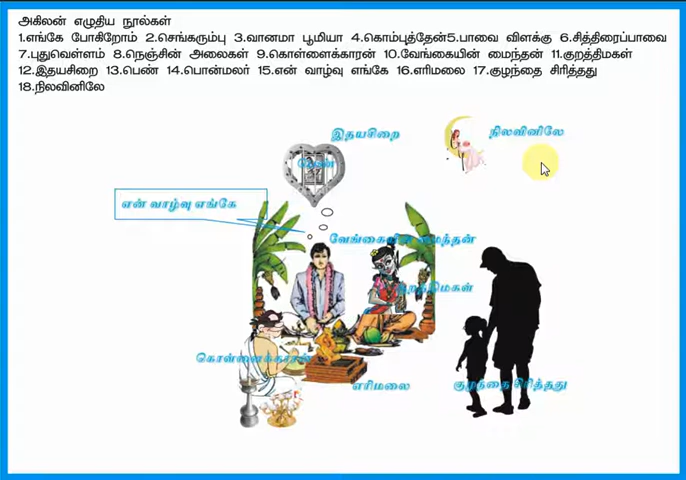 அகிலன் எழுதிய நூல்கள்
1.எங்கே போகிறோம் 2.செங்கரும்பு 3.வானமா பூமியா 4.கொம்புத்தேன்5.பாவை விளக்கு 6.சித்திரைப்பாவை
7.புதுவெள்ளம் 8.நெஞ்சின் அலைகள் 9.கொள்ளைக்காரன் 10.வேங்கையின் மைந்தன் 11.குறத்திமகள்
12.இதயசிறை 13.பெண் 14.பொன்மலர் 15.என் வாழ்வு எங்கே 16.எரிமலை 17.குழந்தை சிரித்தது
18.நிலவினிலே
இதயசிறை
நிலவினிலே
பெண்
என் வாழ்வு எங்கே
வேங்கையின் மைந்தன்
குறத்திமகள்
கொள்ளைக்காரன்
எரிமலை
குழந்தை சிரித்தது